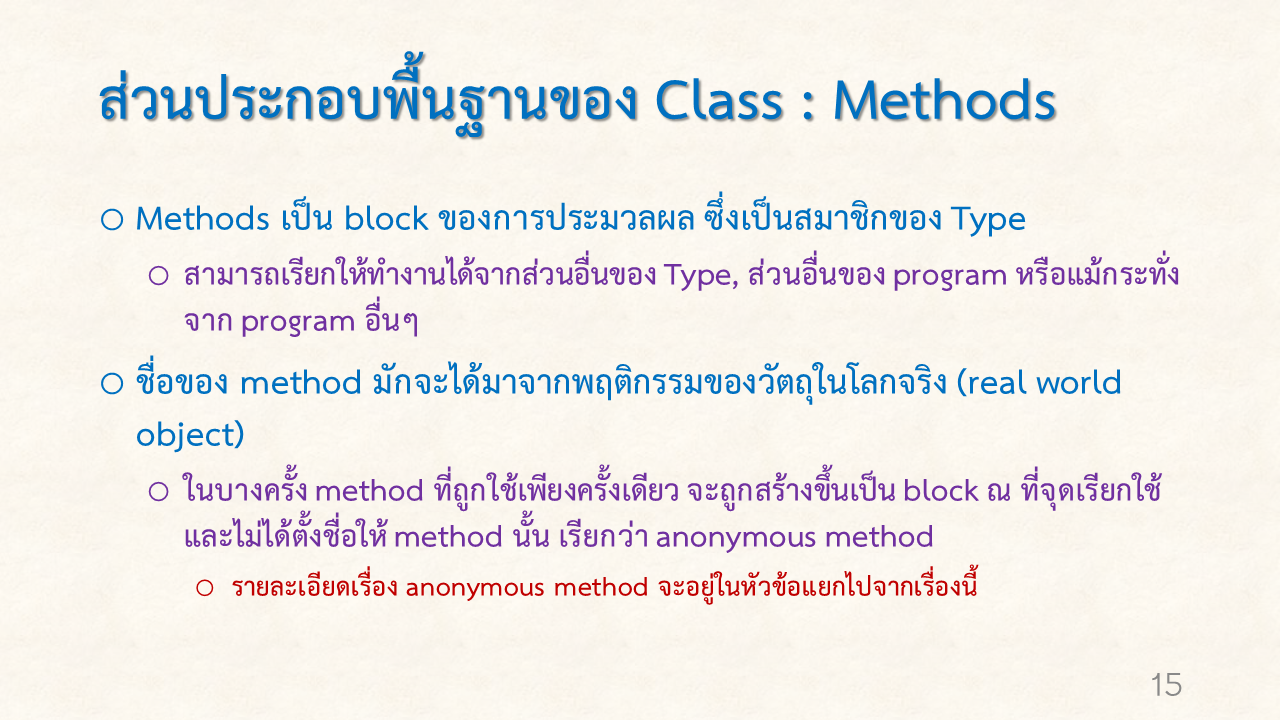 ส่วนประกอบพื้นฐานของ Class : Methods
○ Methods เป็น block ของการประมวลผล ซึ่งเป็นสมาชิกของ Type
○ สามารถเรียกให้ทำงานได้จากส่วนอื่นของ Type, ส่วนอื่นของ program หรือแม้กระทั่ง
จาก program อื่นๆ
○ ชื่อของ method มักจะได้มาจากพฤติกรรมของวัตถุในโลกจริง (real world
object)
○ ในบางครั้ง method ที่ถูกใช้เพียงครั้งเดียว จะถูกสร้างขึ้นเป็น block ณ ที่จุดเรียกใช้
และไม่ได้ตั้งชื่อให้ method นั้น เรียกว่า anonymous method
○ รายละเอียดเรื่อง anonymous method จะอยู่ในหัวข้อแยกไปจากเรื่องนี้
15